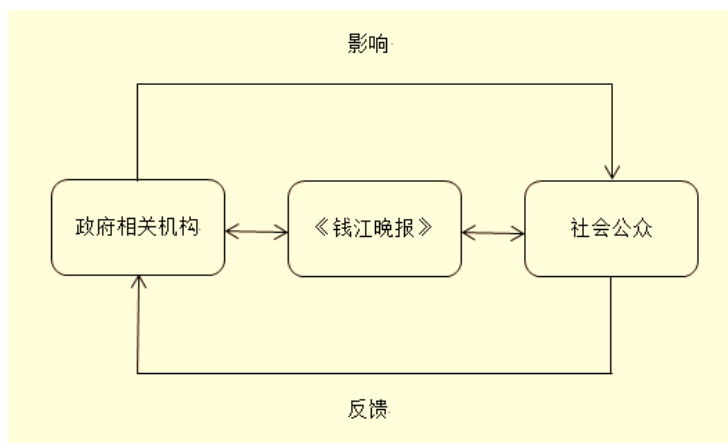 影响
政府相关机构
《钱江晚报》
社会公众
反馈